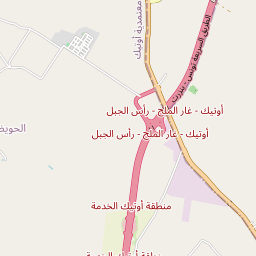 معتمدية أوتيك
الطريق السريعة تونس - بنزرت
أوتيك - غار الملح - رأس الجبل
أوتيك - غار الملح - رأس الجبل
منطقة أوتيك الخدمة